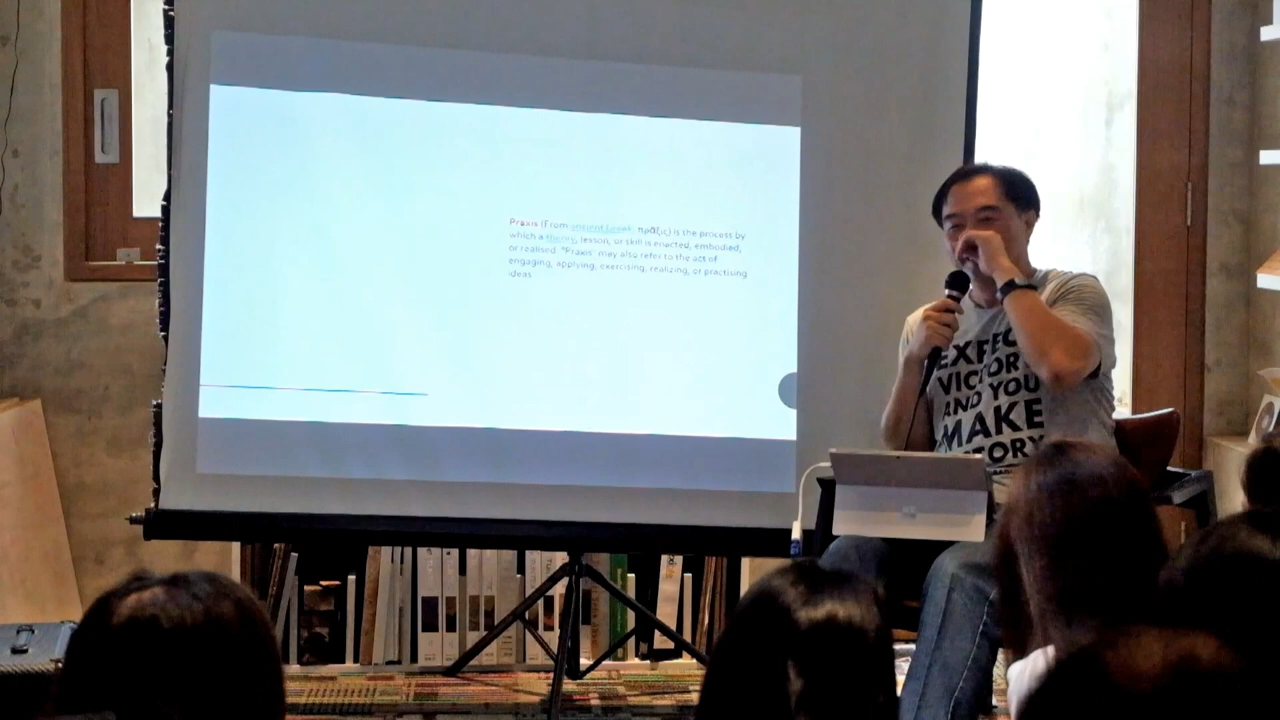 Praxis (From ancient Greek: πρᾶξις) is the process by
which a theory, lesson, or skill is enacted, embodied,
or realised. "Praxis" may also refer to the act of
engaging, applying, exercising, realizing, or practising
ideas
EXPEC
VICTOR
AND YOU
MAKE
TORY